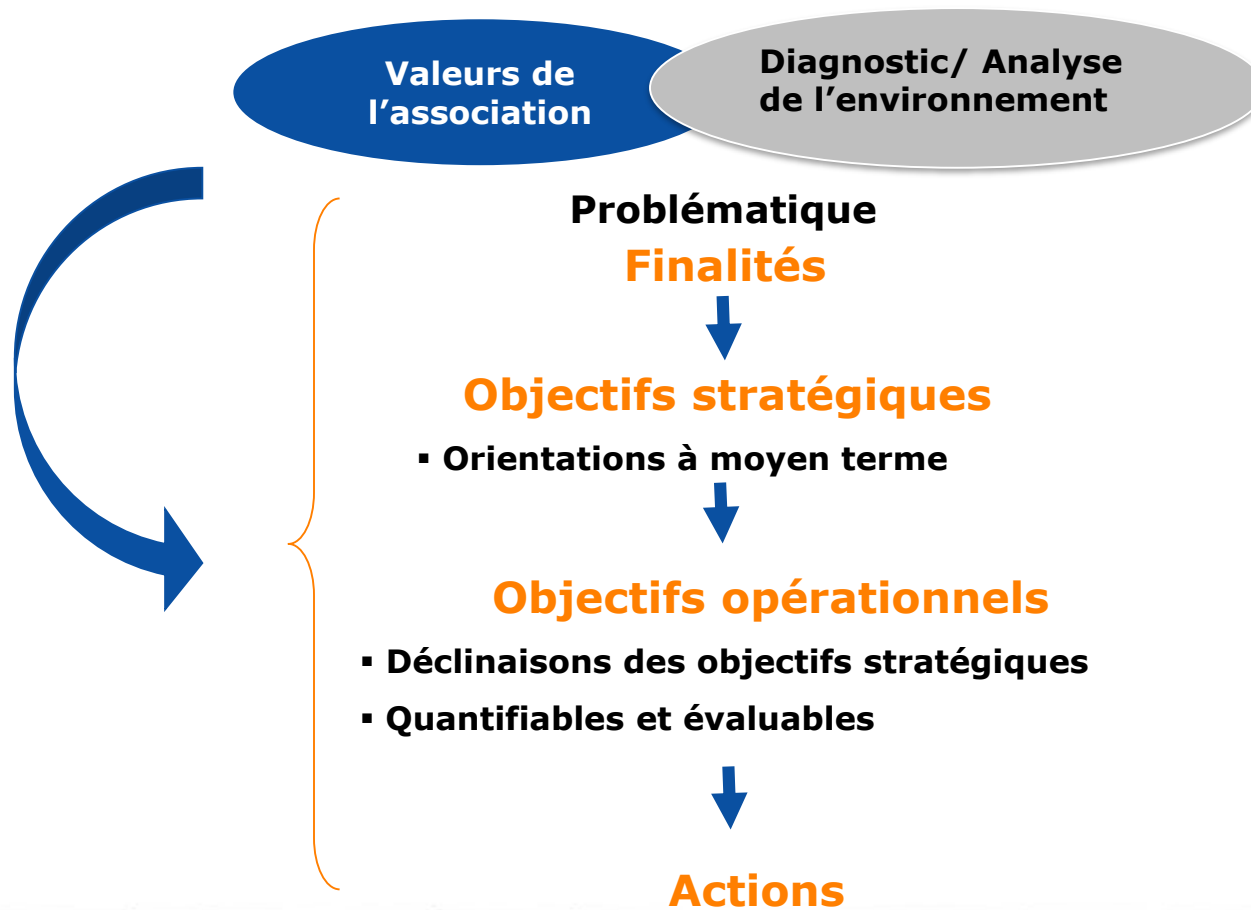 Valeurs de
l’association
Diagnostic/ Analyse
de l’environnement
Problématique
Finalités
Objectifs stratégiques
▪ Orientations à moyen terme
Objectifs opérationnels
▪ Déclinaisons des objectifs stratégiques
▪ Quantifiables et évaluables
Actions